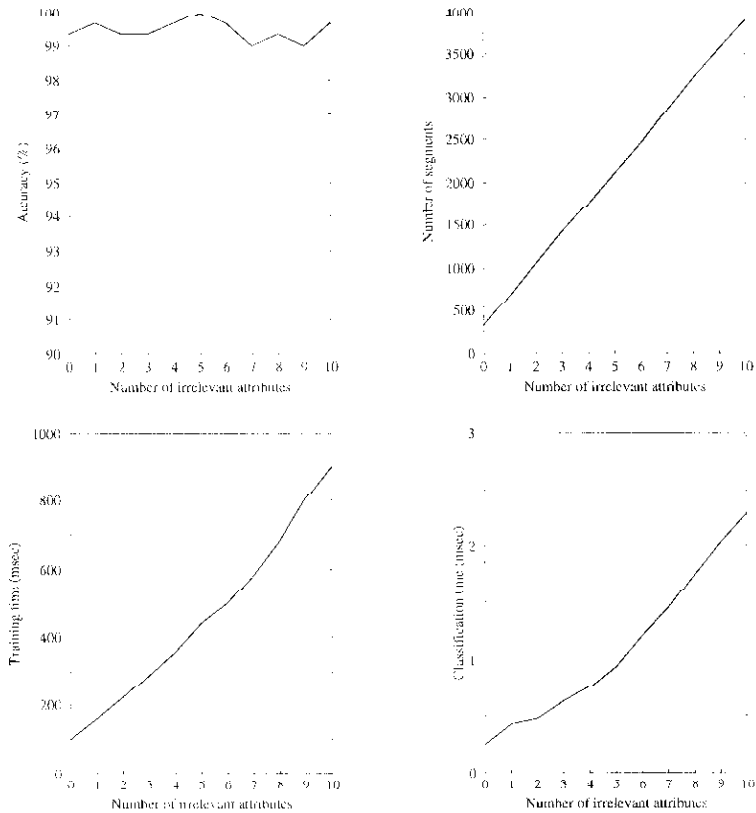 100
99
98
97
96
95
94
93
92
91
90
Accuracy (%)
0 1 2 3 4 5 6 7 8 9 10
Number of irrelevant attributes
4000
3500
3000
2500
2000
1500
1000
500
0
Number of segments
0 1 2 3 4 5 6 7 8 9 10
Number of irrelevant attributes
1000
800
600
400
200
0
Training time (msec)
0 1 2 3 4 5 6 7 8 9 10
Number of irrelevant attributes
3
2
1
0
Classification time (msec)
0 1 2 3 4 5 6 7 8 9 10
Number of irrelevant attributes